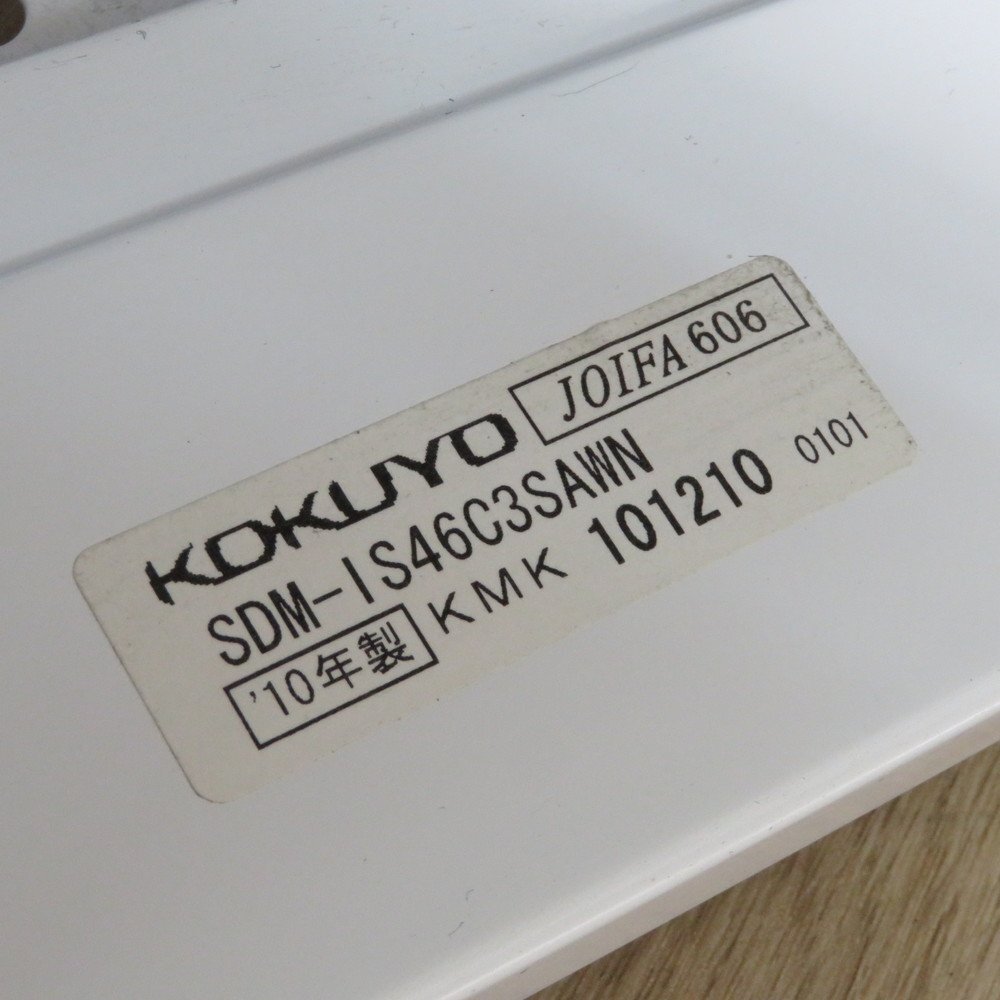 KOKUYO JOIFA 606
SDM-IS46C3SAWN
'10年製 KMK 101210 0101